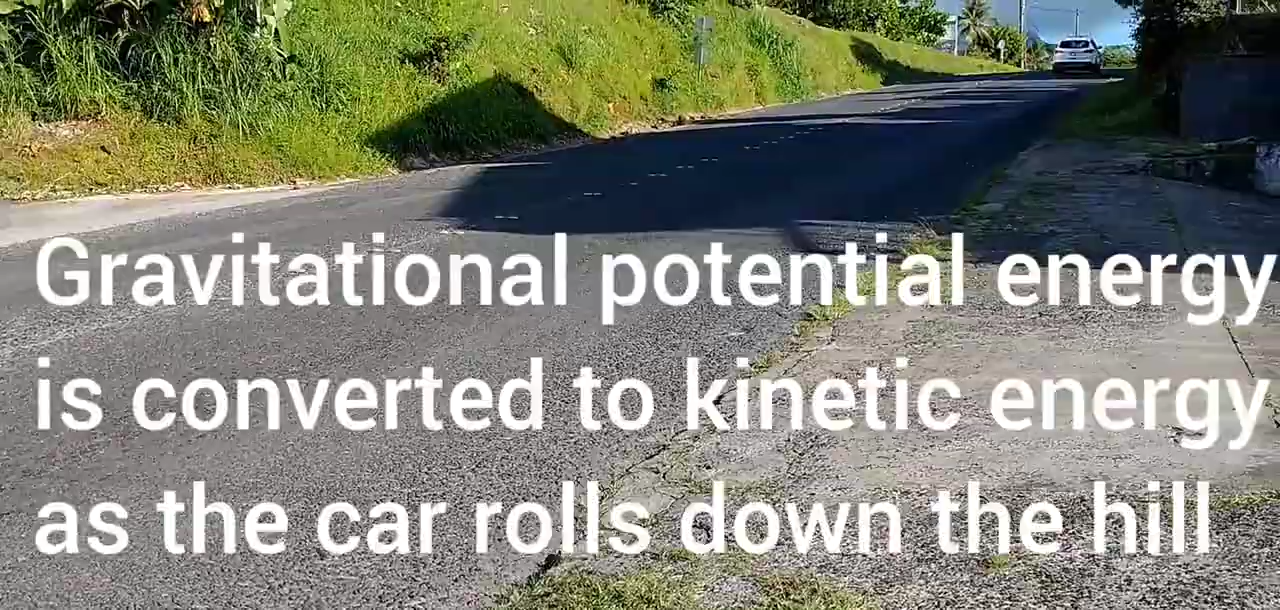 Gravitational potential energy
is converted to kinetic energy
as the car rolls down the hill